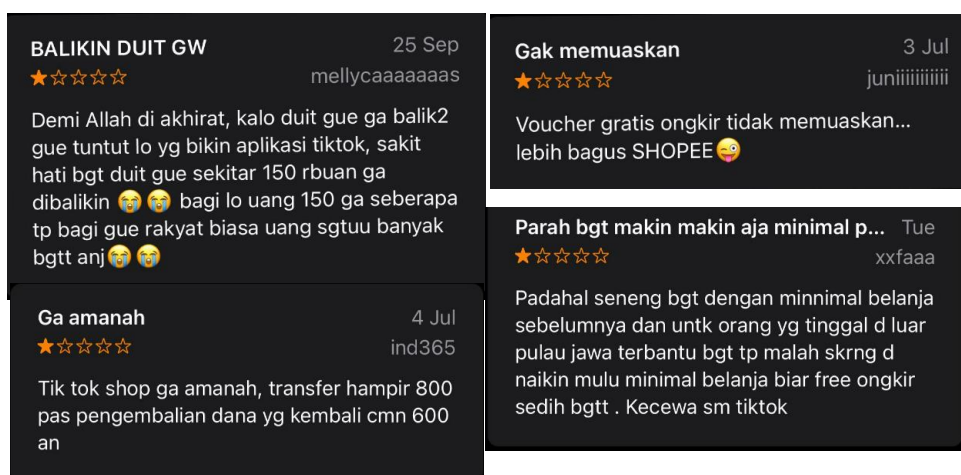 BALIKIN DUIT GW
25 Sep
mellycaaaaaaas
Demi Allah di akhirat, kalo duit gue ga balik2
gue tuntut lo yg bikin aplikasi tiktok, sakit
hati bgt duit gue sekitar 150 rbuan ga
dibalikin 😭😭 bagi lo uang 150 ga seberapa
tp bagi gue rakyat biasa uang sgtuu banyak
bgtt anj😭😭
Ga amanah
4 Jul
ind365
Tik tok shop ga amanah, transfer hampir 800
pas pengembalian dana yg kembali cmn 600
an
Gak memuaskan
3 Jul
juniiiiiiiiiii
Voucher gratis ongkir tidak memuaskan...
lebih bagus SHOPEE😜
Parah bgt makin makin aja minimal p...
Tue
xxfaaa
Padahal seneng bgt dengan minnimal belanja
sebelumnya dan untk orang yg tinggal d luar
pulau jawa terbantu bgt tp malah skrng d
naikin mulu minimal belanja biar free ongkir
sedih bgtt . Kecewa sm tiktok